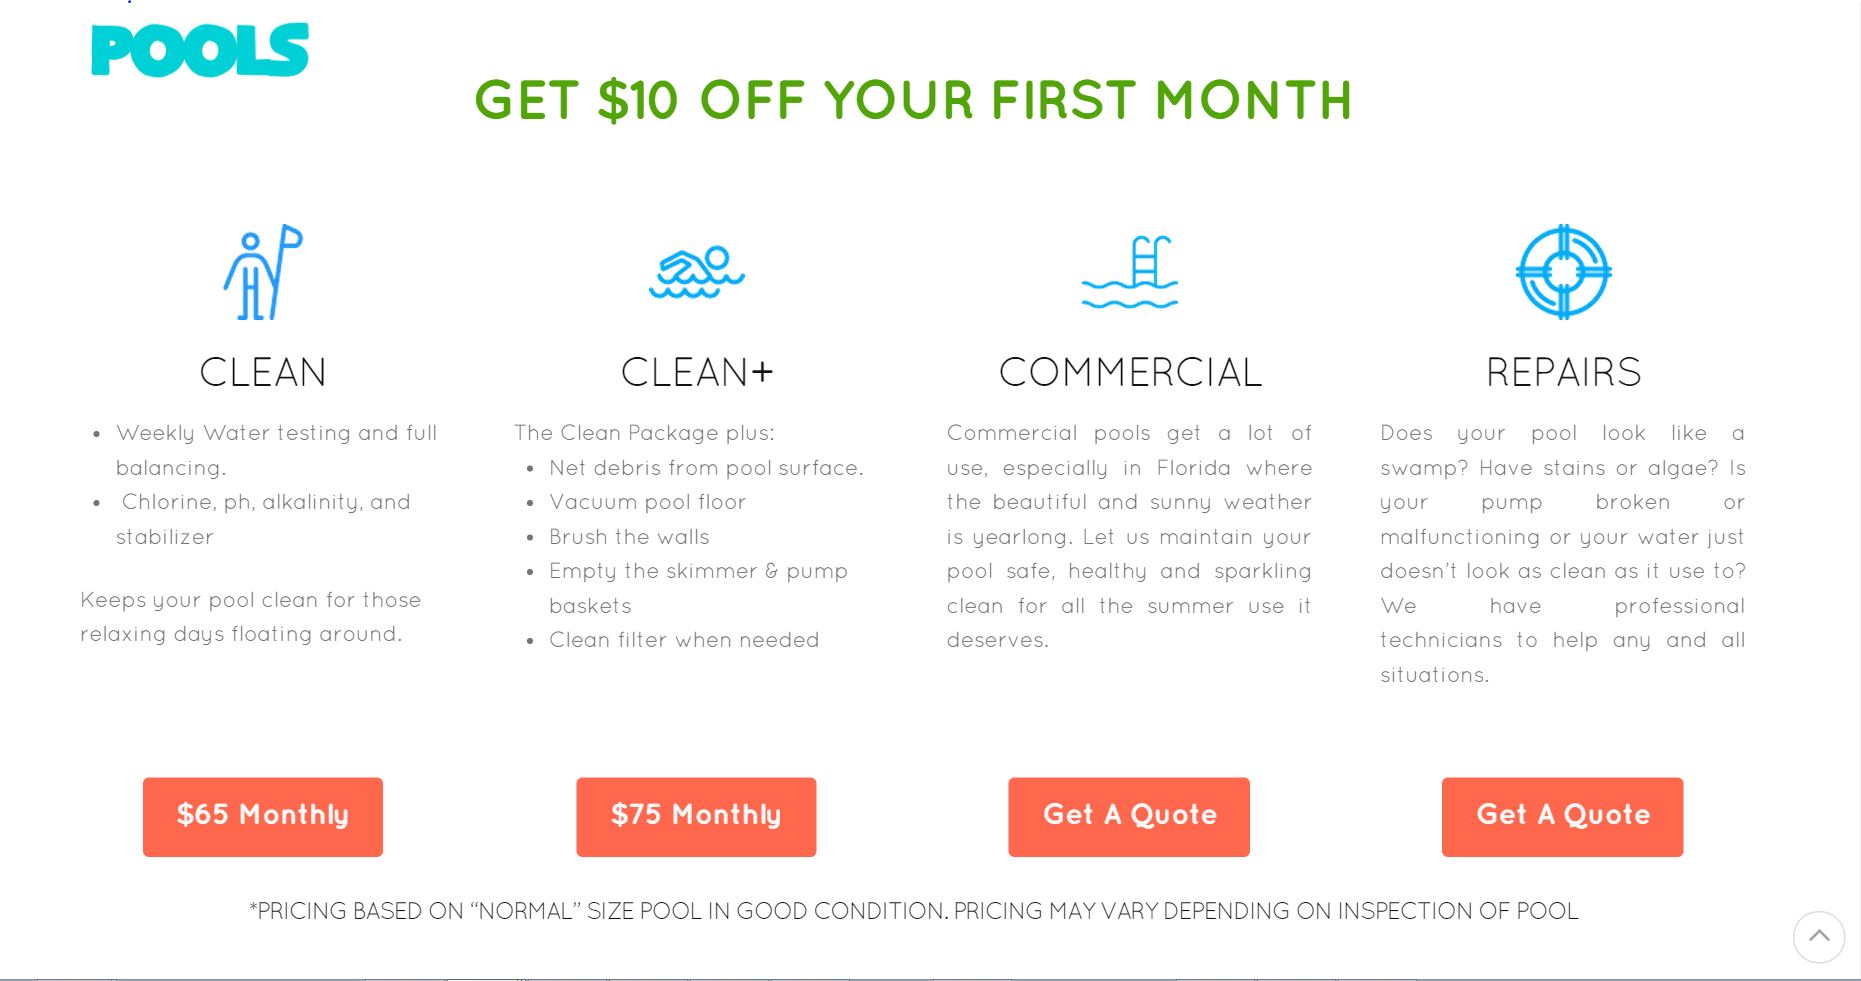 POOLS
GET $10 OFF YOUR FIRST MONTH
CLEAN
• Weekly Water testing and full
balancing.
• Chlorine, ph, alkalinity, and
stabilizer
Keeps your pool clean for those
relaxing days floating around.
$65 Monthly
CLEAN+
The Clean Package plus:
• Net debris from pool surface.
• Vacuum pool floor
• Brush the walls
• Empty the skimmer & pump
baskets
• Clean filter when needed
$75 Monthly
COMMERCIAL
Commercial pools get a lot of
use, especially in Florida where
the beautiful and sunny weather
is yearlong. Let us maintain your
pool safe, healthy and sparkling
clean for all the summer use it
deserves.
Get A Quote
REPAIRS
Does your pool look like a
swamp? Have stains or algae? Is
your pump broken or
malfunctioning or your water just
doesn’t look as clean as it use to?
We have professional
technicians to help any and all
situations.
Get A Quote
*PRICING BASED ON “NORMAL” SIZE POOL IN GOOD CONDITION. PRICING MAY VARY DEPENDING ON INSPECTION OF POOL